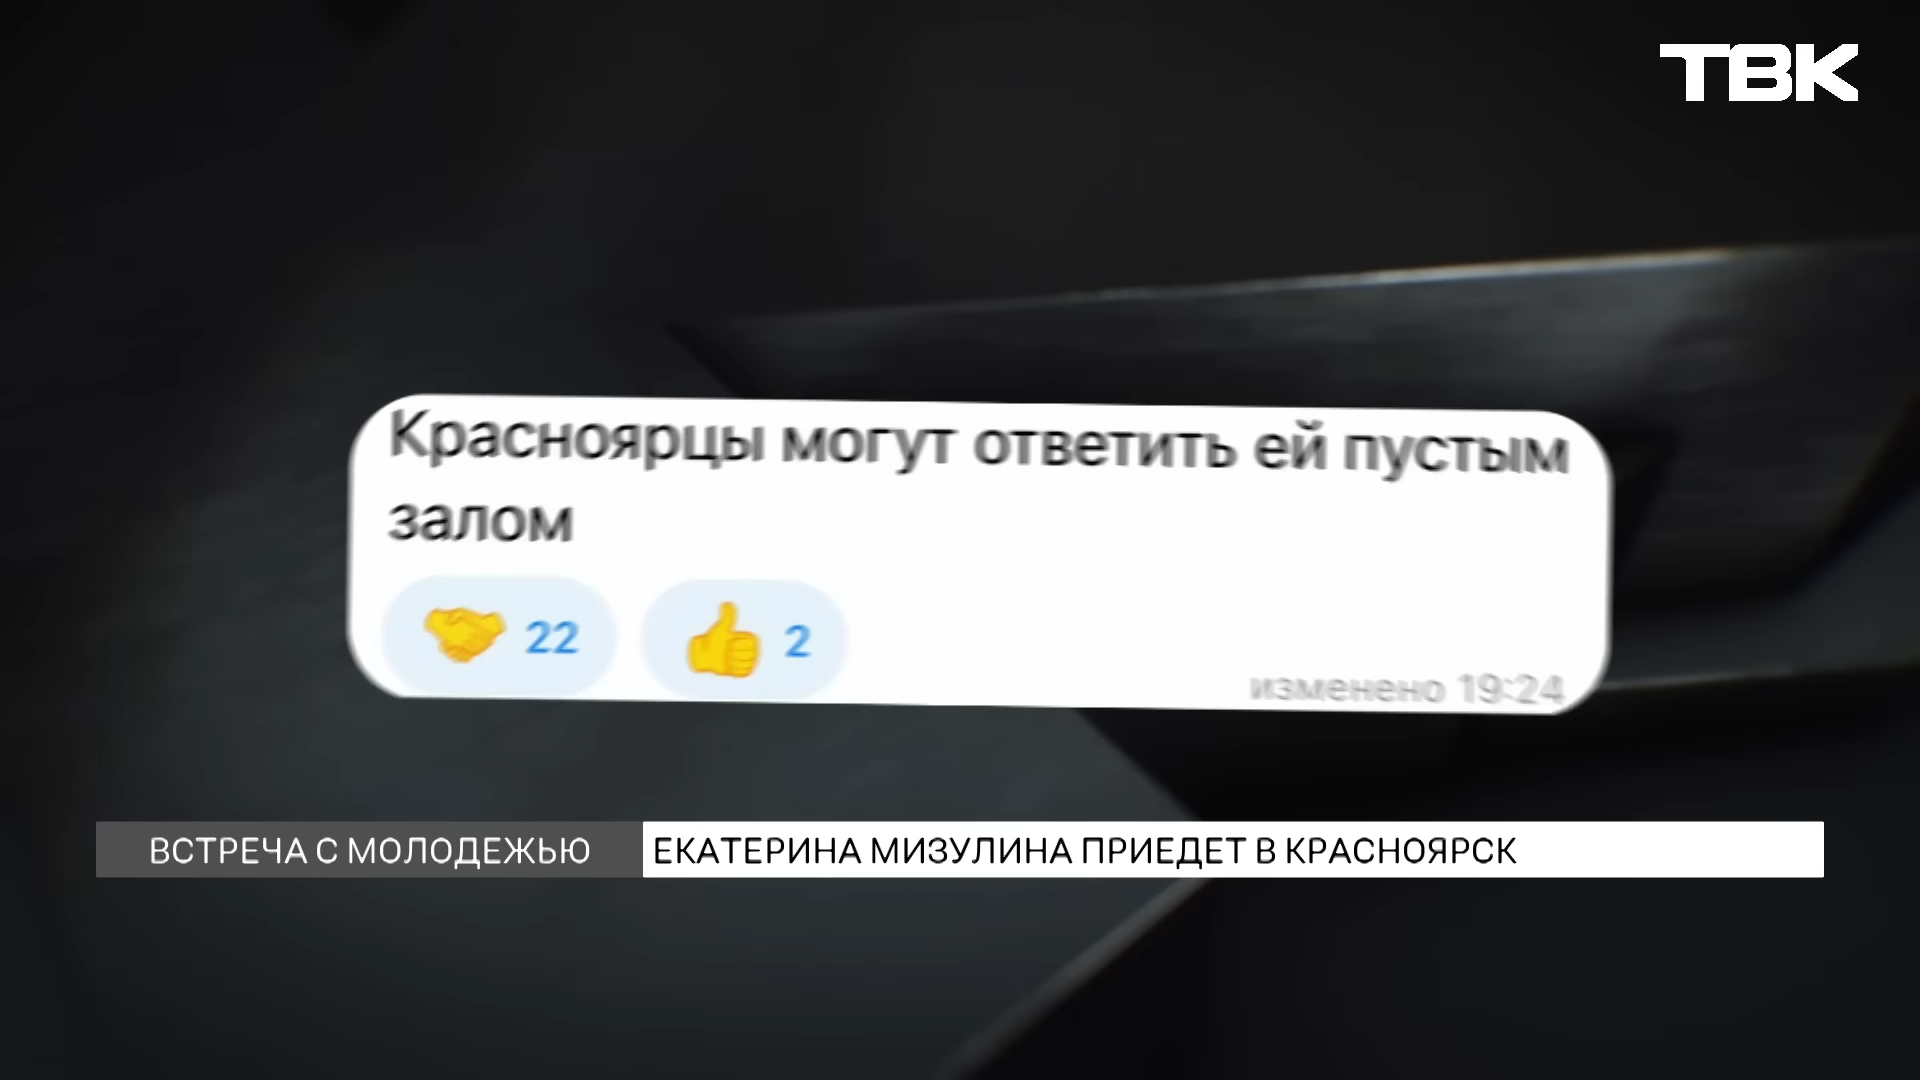 ТВК
Красноярцы могут ответить ей пустым
залом
22
2
изменено 19:24
ВСТРЕЧА С МОЛОДЕЖЬЮ
ЕКАТЕРИНА МИЗУЛИНА ПРИЕДЕТ В КРАСНОЯРСК